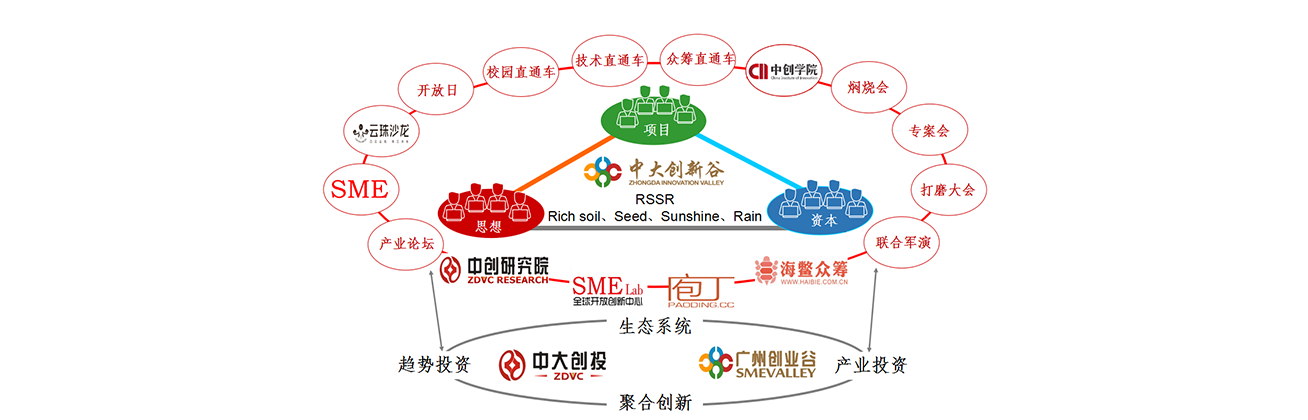 校园直通车
技术直通车
众筹直通车
中创学院
China Institute of Innovation
开放日
焖烧会
云珠沙龙
项目
专案会
中大创新谷
ZHONGDA INNOVATION VALLEY
SME
RSSR
打磨大会
Rich soil、Seed、Sunshine、Rain
思想
资本
产业论坛
联合军演
中创研究院
ZDVC RESEARCH
SME Lab
全球开放创新中心
庖丁
PAODING.CC
海鳖众筹
WWW.HAIBIE.COM.CN
生态系统
趋势投资
中大创投
ZDVC
广州创业谷
SMEVALLEY
产业投资
聚合创新